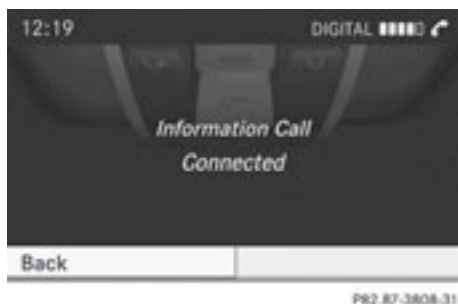 12:19 DIGITAL
Information Call
Connected
Back
P82.87-3808-31